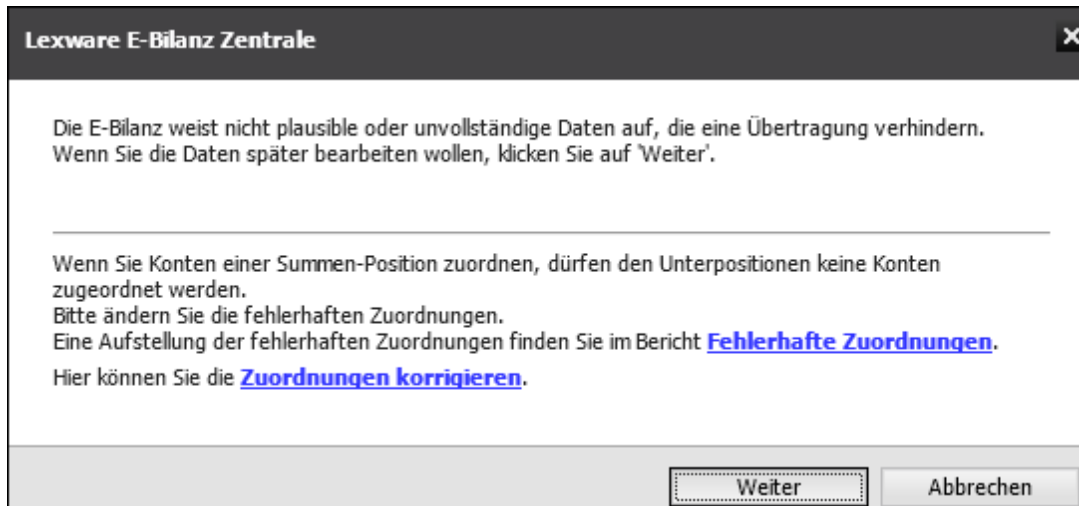 Lexware E-Bilanz Zentrale
Die E-Bilanz weist nicht plausible oder unvollständige Daten auf, die eine Übertragung verhindern.
Wenn Sie die Daten später bearbeiten wollen, klicken Sie auf 'Weiter'.
Wenn Sie Konten einer Summen-Position zuordnen, dürfen den Unterpositionen keine Konten
zugeordnet werden.
Bitte ändern Sie die fehlerhaften Zuordnungen.
Eine Aufstellung der fehlerhaften Zuordnungen finden Sie im Bericht Fehlerhafte Zuordnungen.
Hier können Sie die Zuordnungen korrigieren.
Weiter Abbrechen